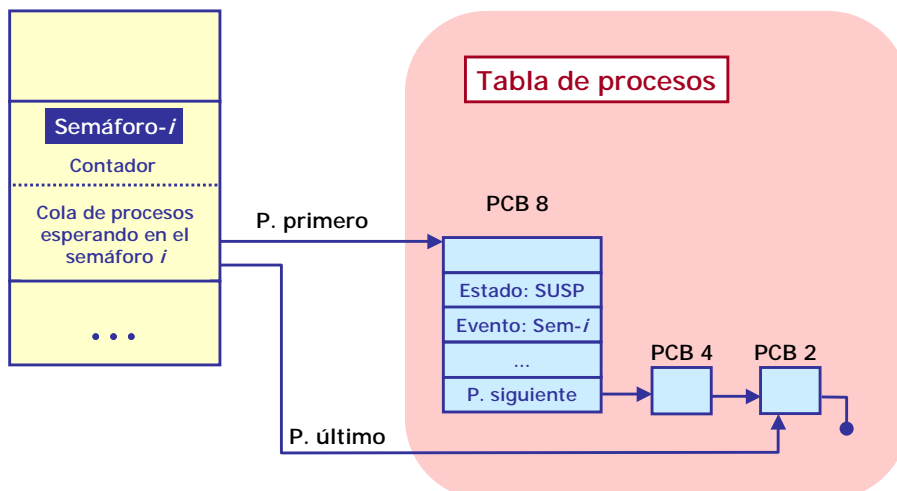 Tabla de procesos
Semáforo-i
Contador
Cola de procesos
esperando en el
semáforo i
...
P. primero
P. último
PCB 8
Estado: SUSP
Evento: Sem-i
...
P. siguiente
PCB 4
PCB 2